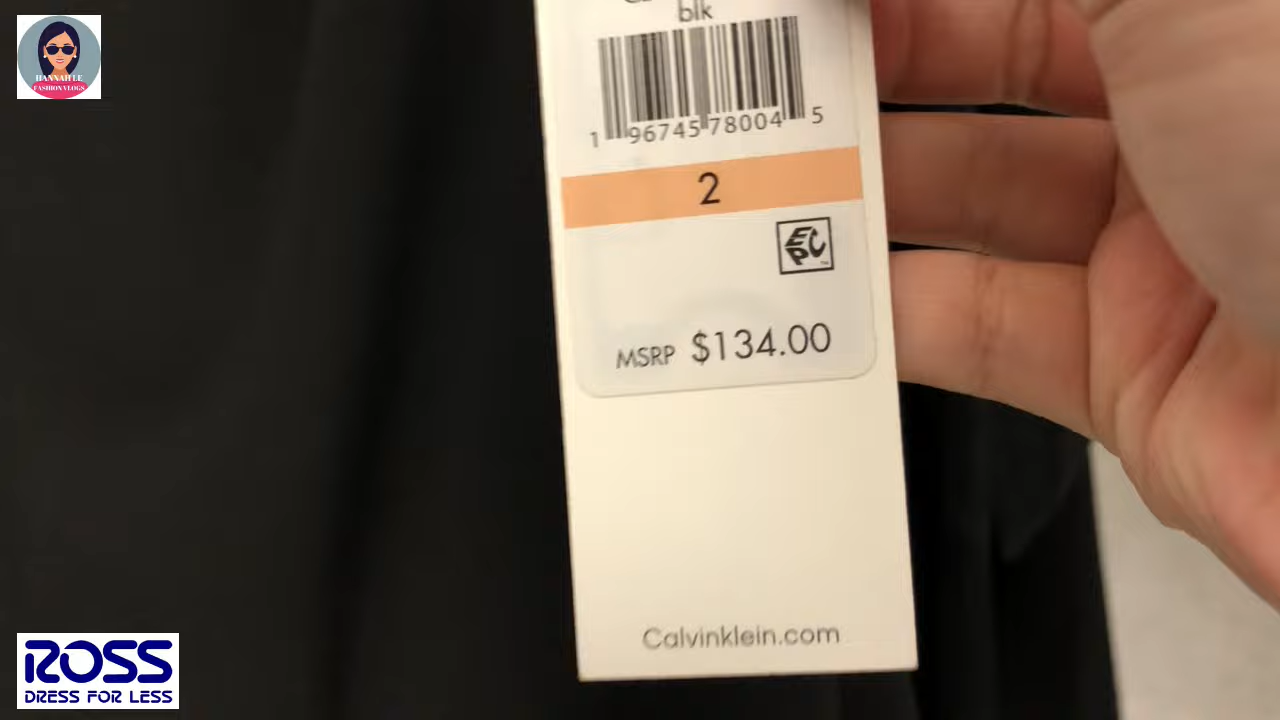 HANNAH LE
FASHION VLOGS
blk
1 96745 78004 5
2
EPC
MSRP $134.00
Calvinklein.com
ROSS
DRESS FOR LESS